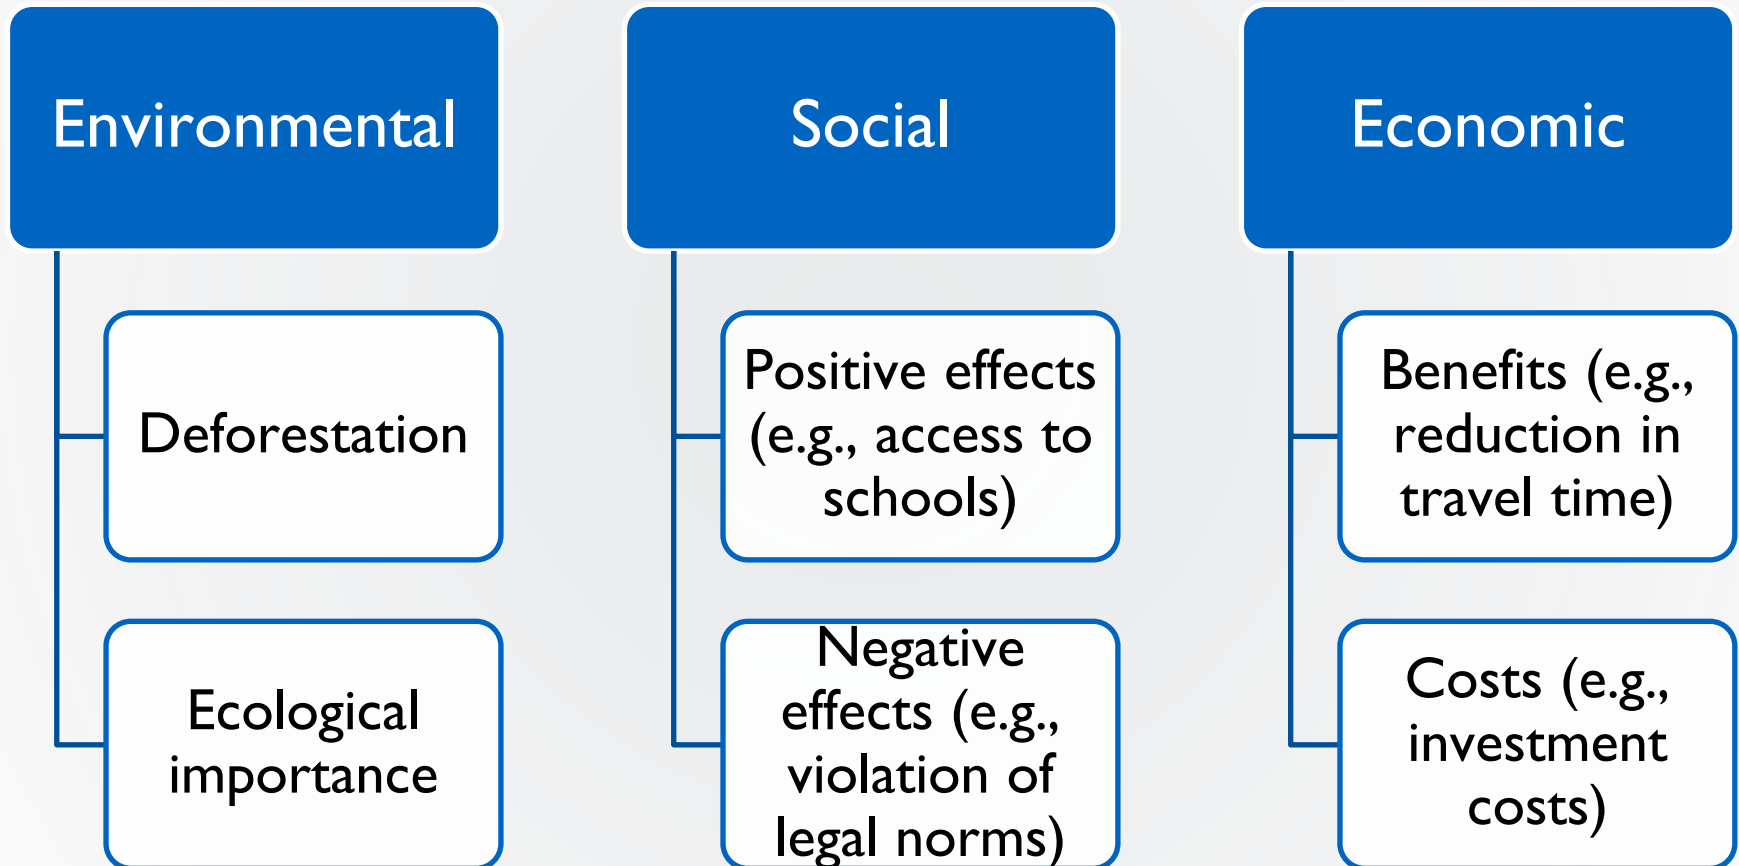 Environmental
Deforestation
Ecological
importance
Social
Positive effects
(e.g., access to
schools)
Negative
effects (e.g.,
violation of
legal norms)
Economic
Benefits (e.g.,
reduction in
travel time)
Costs (e.g.,
investment
costs)